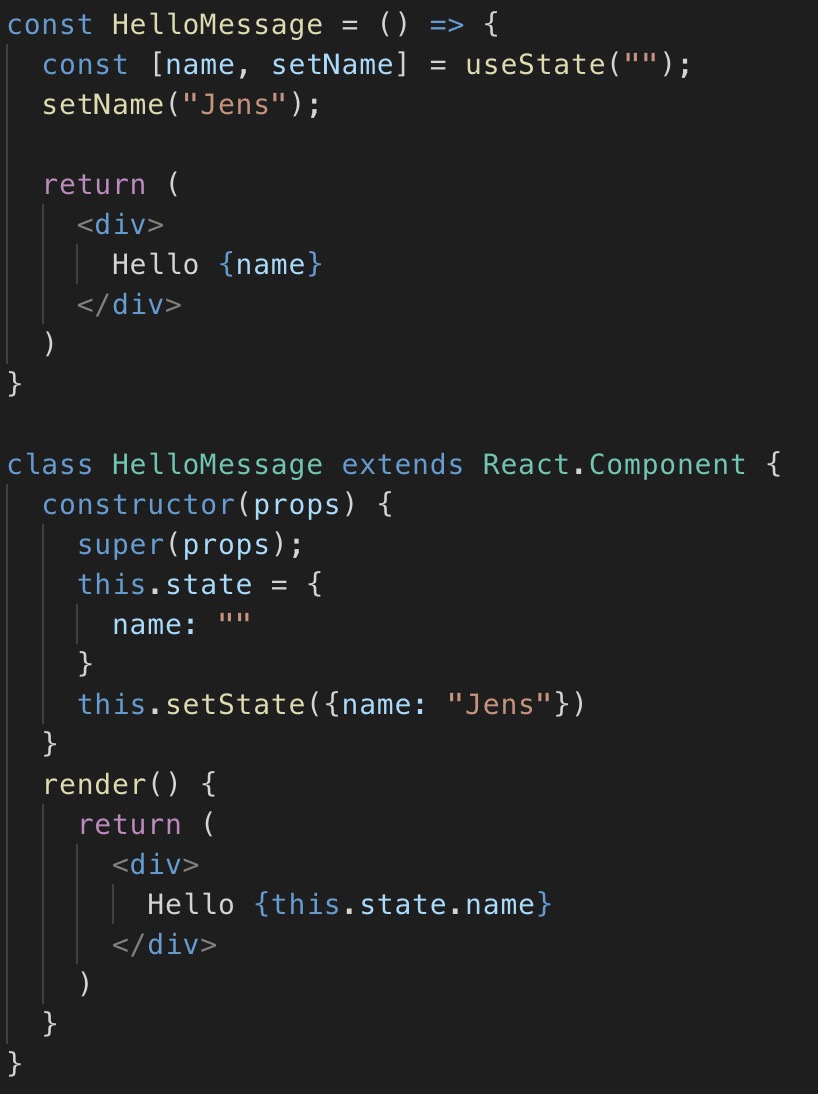 const HelloMessage = () => {
  const [name, setName] = useState("");
  setName("Jens");

  return (
    <div>
      Hello {name}
    </div>
  )
}

class HelloMessage extends React.Component {
  constructor(props) {
    super(props);
    this.state = {
      name: ""
    }
    this.setState({name: "Jens"})
  }
  render() {
    return (
      <div>
        Hello {this.state.name}
      </div>
    )
  }
}